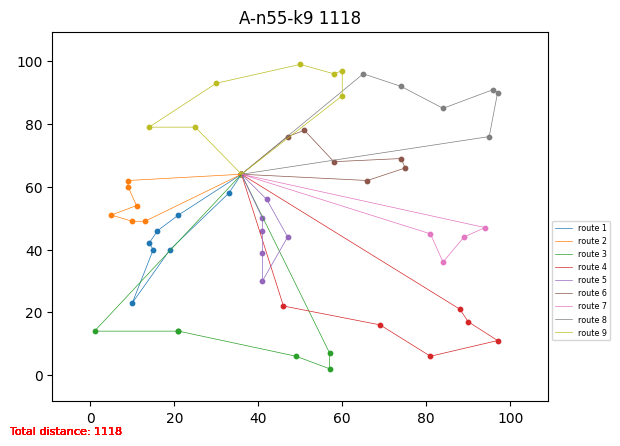 A-n55-k9 1118
100
80
60
40
20
0
0 20 40 60 80 100
route 1
route 2
route 3
route 4
route 5
route 6
route 7
route 8
route 9
Total distance: 1118